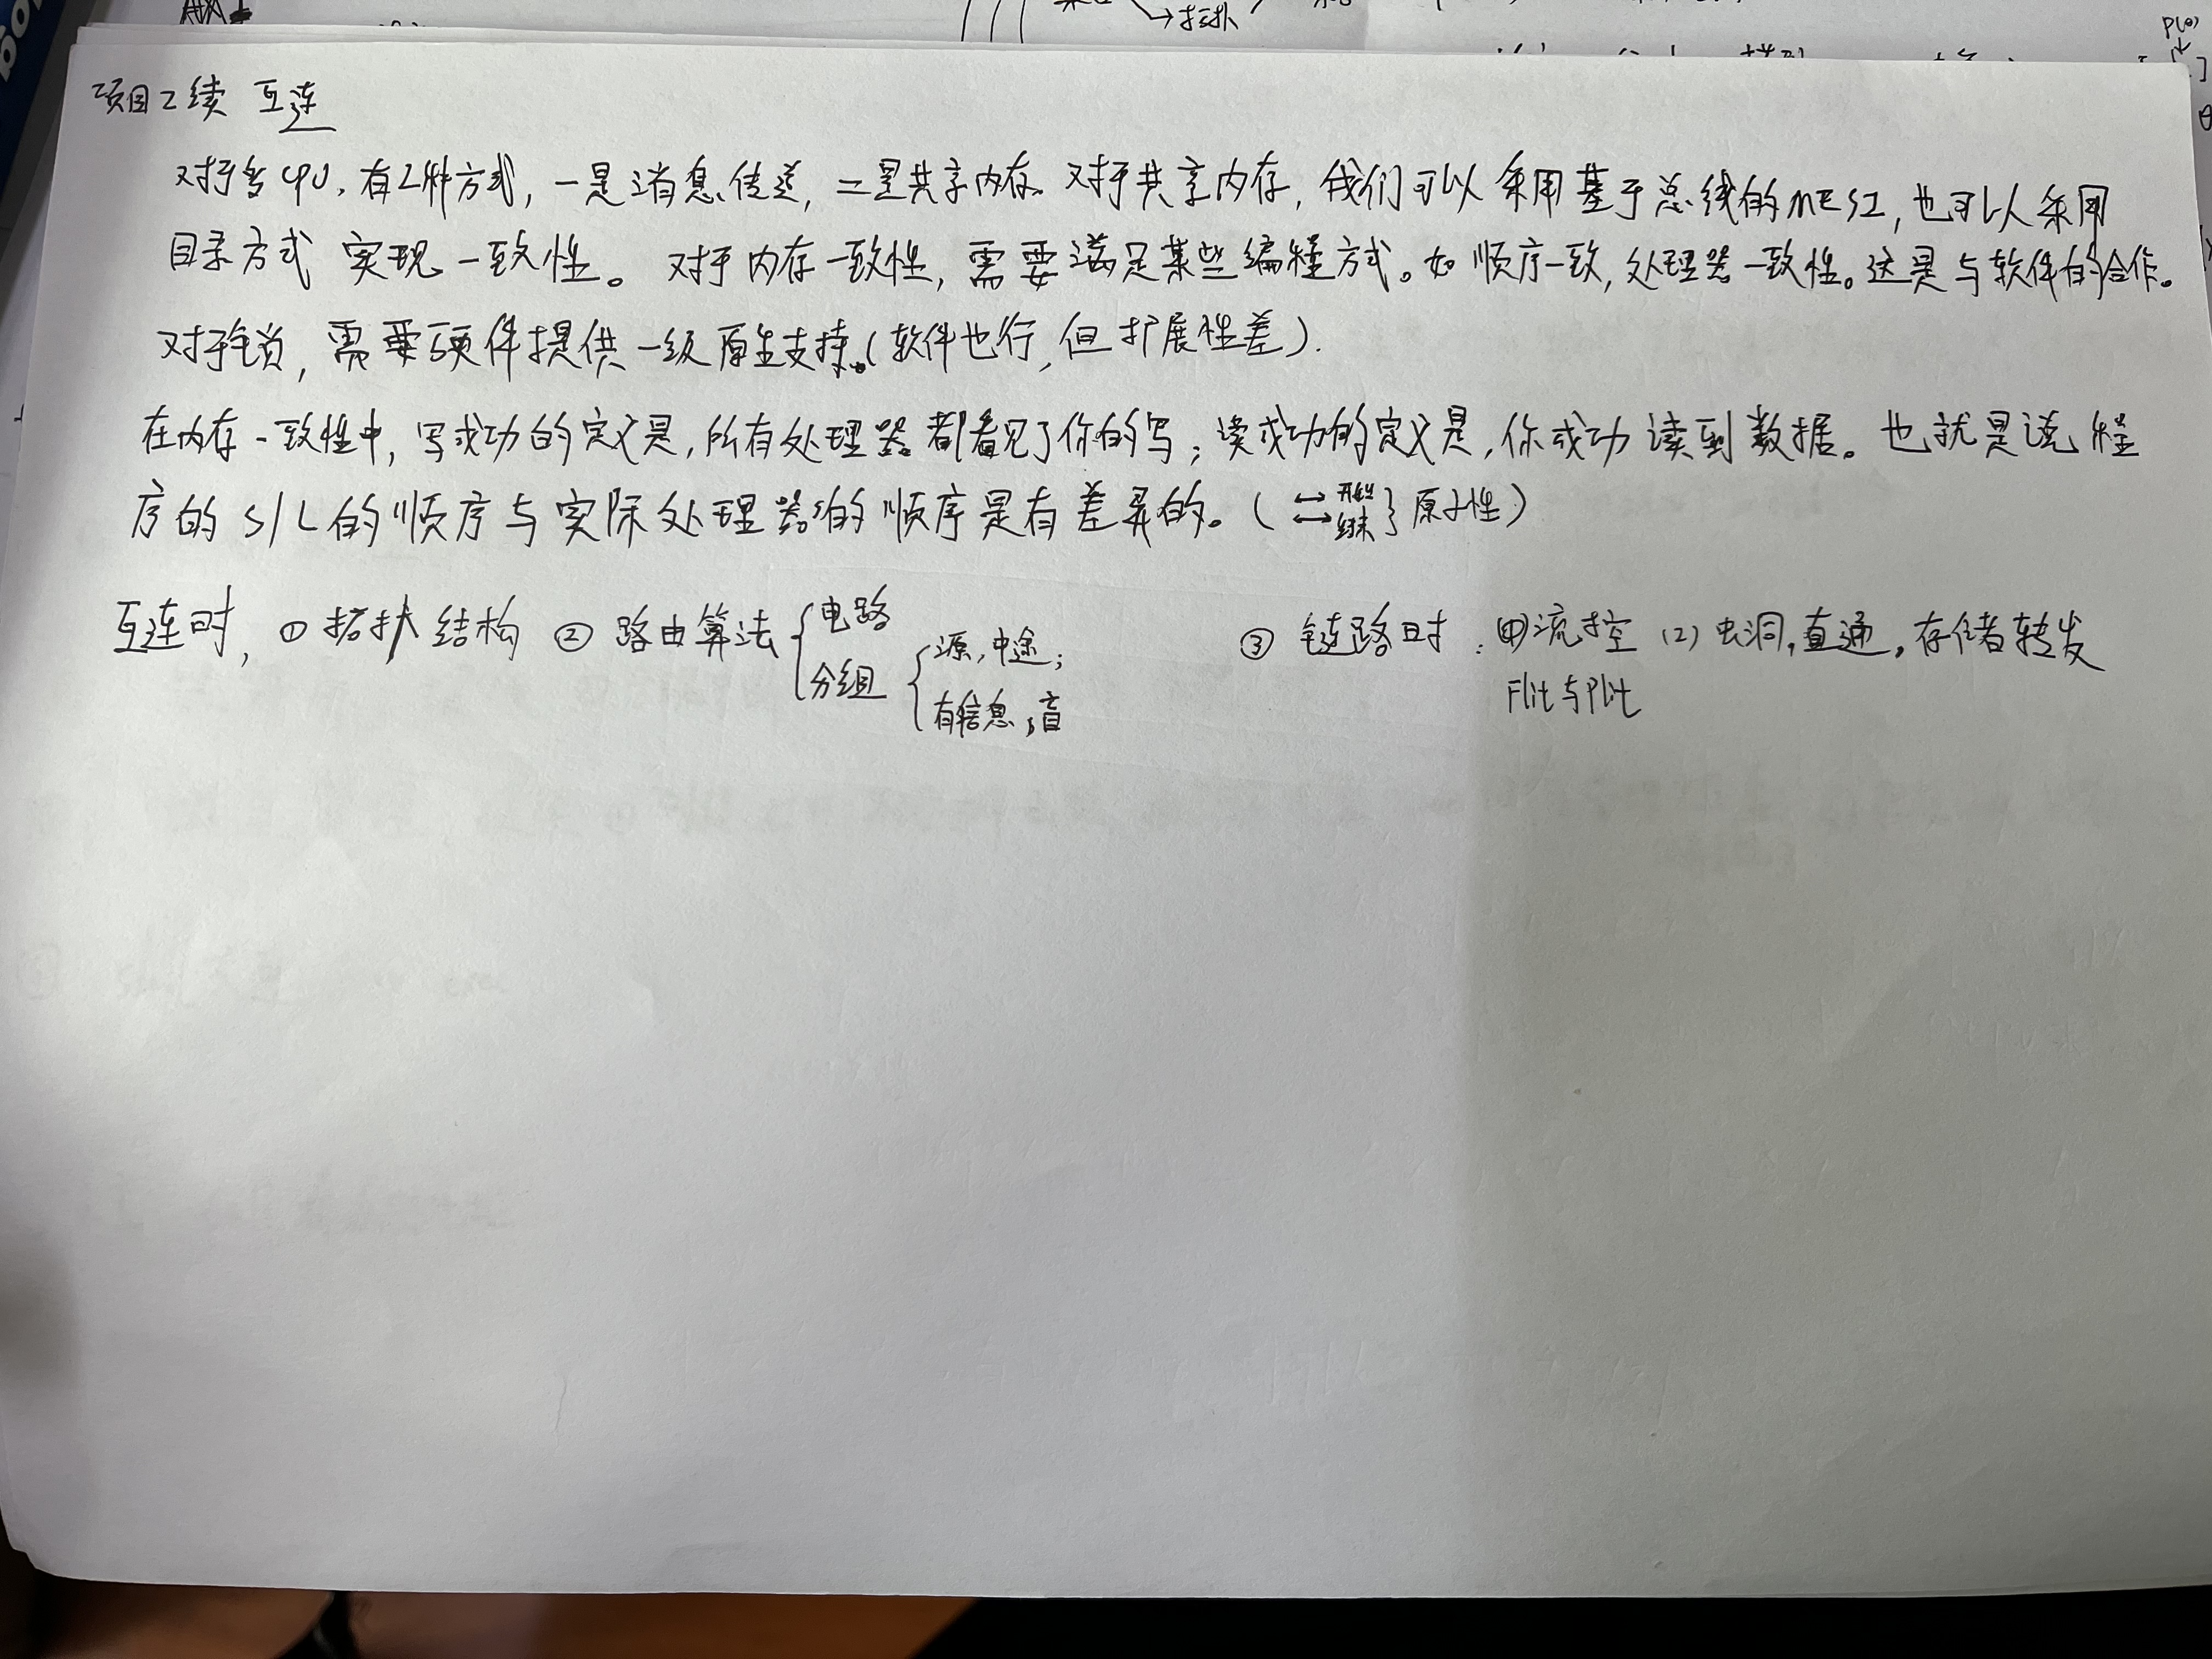 项目2续 互连
对于多CPU,有2种方式,一是消息传递,二是共享内存。对于共享内存,我们可以采用基于总线的MESI,也可以采用
目录方式 实现一致性。对于内存一致性,需要满足某些编程方式。如顺序一致,处理器一致性。这是与软件的合作。
对于锁,需要硬件提供一级原生支持。(软件也行,但扩展性差).
在内存一致性中,写成功的定义是,所有处理器都看见了你的写;读成功的定义是,你成功读到数据。也就是说程
序的S/L的顺序与实际处理器的顺序是有差异的。(↔开始 ↔结束 } 原子性)
互连时,① 拓扑结构 ② 路由算法 { 电路 ③ 链路时:(1)流控 (2)虫洞,直通,存储转发
分组 { 源,中途; Flit与Plit
有信息,盲